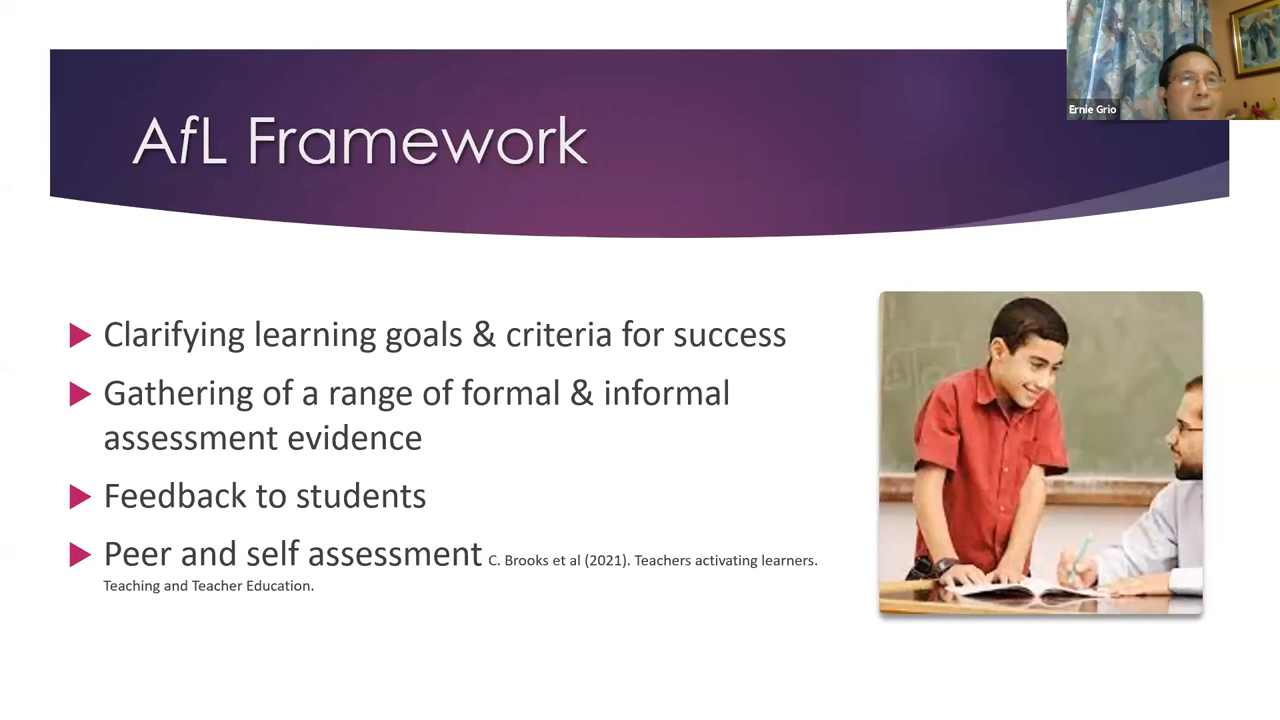 Ernie Grio
AfL Framework
Clarifying learning goals & criteria for success
Gathering of a range of formal & informal
assessment evidence
Feedback to students
Peer and self assessment C. Brooks et al (2021). Teachers activating learners.
Teaching and Teacher Education.